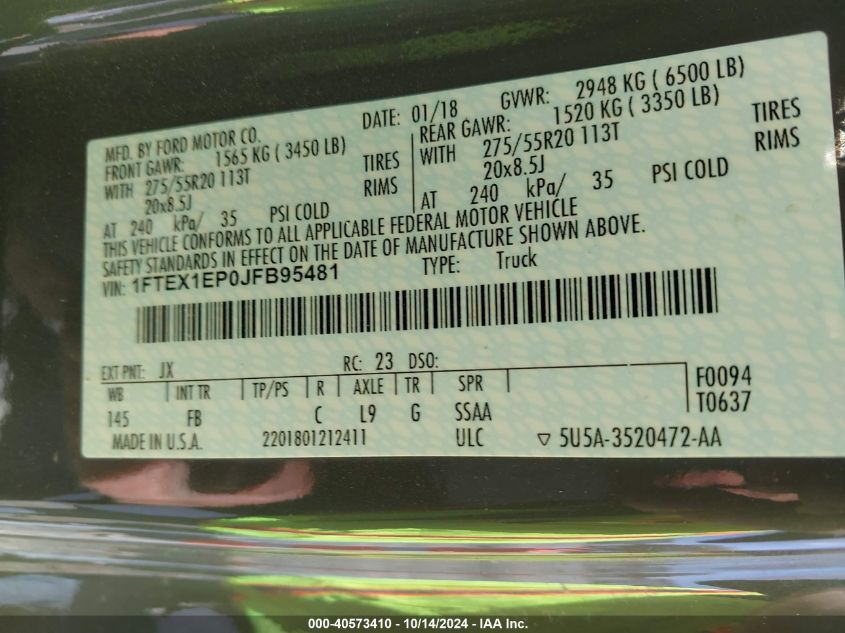 MFD. BY FORD MOTOR CO.
DATE: 01/18
GVWR: 2948 KG ( 6500 LB)
FRONT GAWR: 1565 KG ( 3450 LB)
REAR GAWR: 1520 KG ( 3350 LB)
WITH 275/55R20 113T TIRES
WITH 275/55R20 113T TIRES
20x8.5J RIMS
20x8.5J RIMS
AT 240 kPa/ 35 PSI COLD
AT 240 kPa/ 35 PSI COLD
THIS VEHICLE CONFORMS TO ALL APPLICABLE FEDERAL MOTOR VEHICLE
SAFETY STANDARDS IN EFFECT ON THE DATE OF MANUFACTURE SHOWN ABOVE.
VIN: 1FTEX1EP0JFB95481
TYPE: Truck
EXT PNT: JX RC: 23 DSO:
WB INT TR TP/PS R AXLE TR SPR
F0094
145 FB C L9 G SSAA
T0637
MADE IN U.S.A. 2201801212411 ULC ▽ 5U5A-3520472-AA
000-40573410 - 10/14/2024 - IAA Inc.